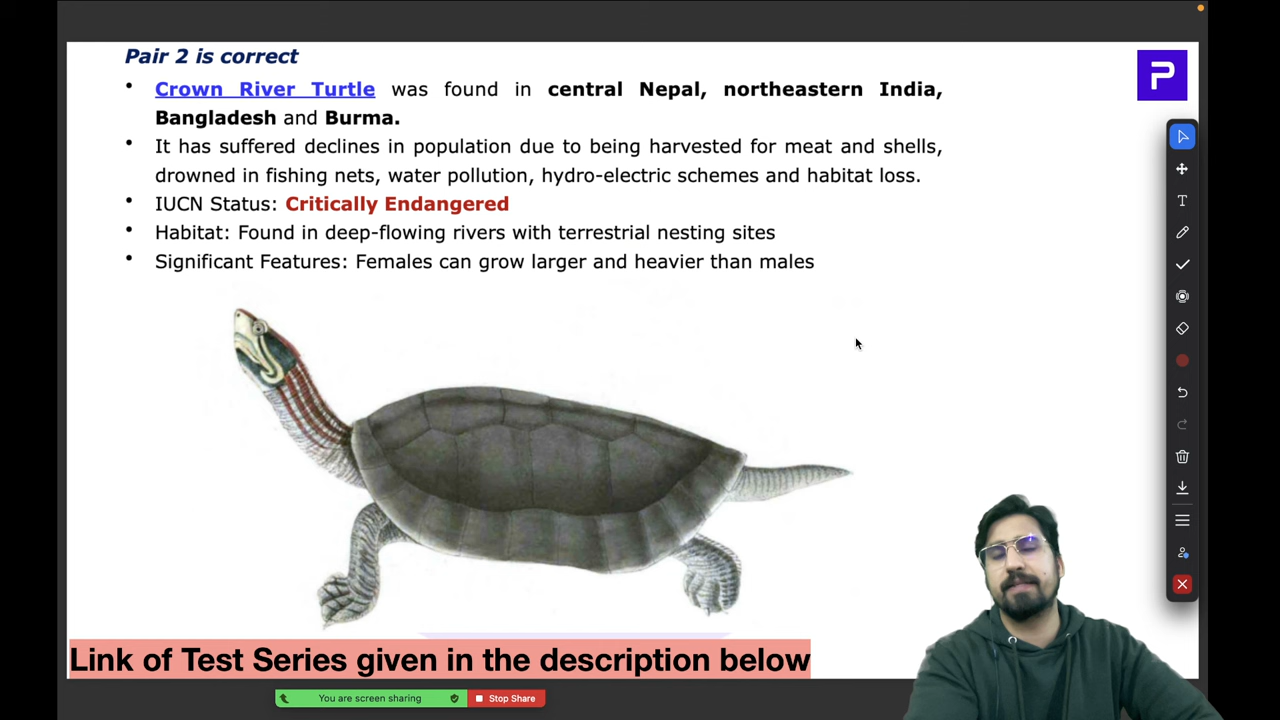 Pair 2 is correct
• Crown River Turtle was found in central Nepal, northeastern India,
Bangladesh and Burma.
• It has suffered declines in population due to being harvested for meat and shells,
drowned in fishing nets, water pollution, hydro-electric schemes and habitat loss.
• IUCN Status: Critically Endangered
• Habitat: Found in deep-flowing rivers with terrestrial nesting sites
• Significant Features: Females can grow larger and heavier than males
P
T
Link of Test Series given in the description below
You are screen sharing
Stop Share